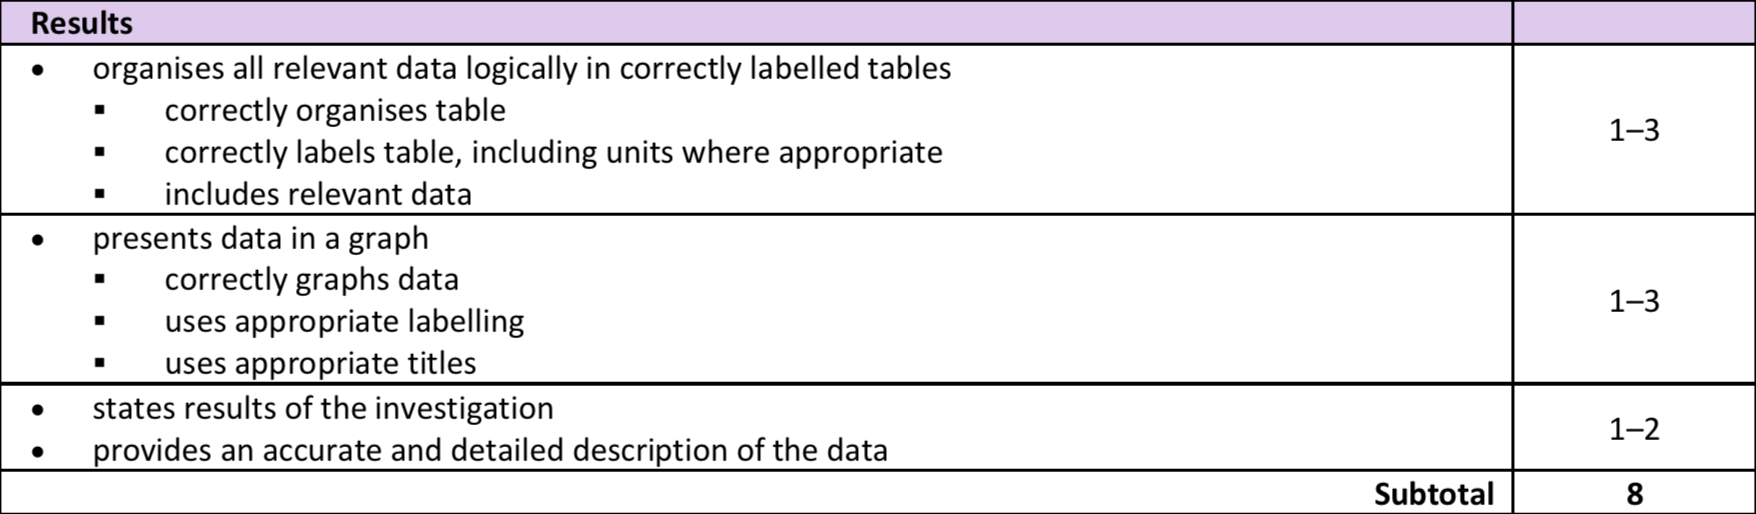 Results
• organises all relevant data logically in correctly labelled tables
▪ correctly organises table
▪ correctly labels table, including units where appropriate
▪ includes relevant data
1–3
• presents data in a graph
▪ correctly graphs data
▪ uses appropriate labelling
▪ uses appropriate titles
1–3
• states results of the investigation
• provides an accurate and detailed description of the data
1–2
Subtotal 8